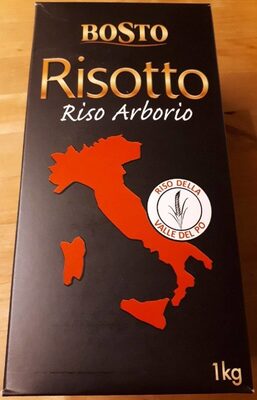 BOSTO
Risotto
Riso Arborio
RISO DELLA
VALLE DEL PO
1kg